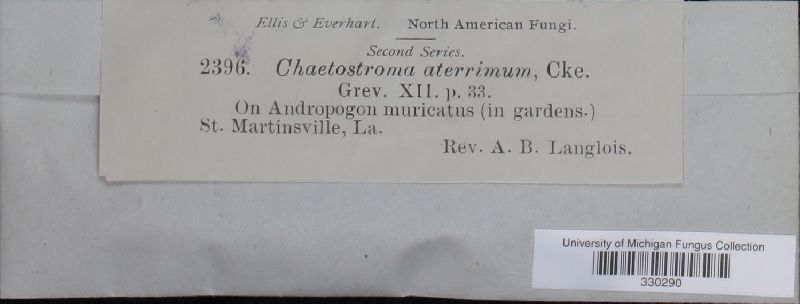 Ellis & Everhart. North American Fungi.
Second Series.
2396. Chaetostroma aterrimum, Cke.
Grev. XII. p. 33.
On Andropogon muricatus (in gardens.)
St. Martinsville, La.
Rev. A. B. Langlois.
University of Michigan Fungus Collection
330290